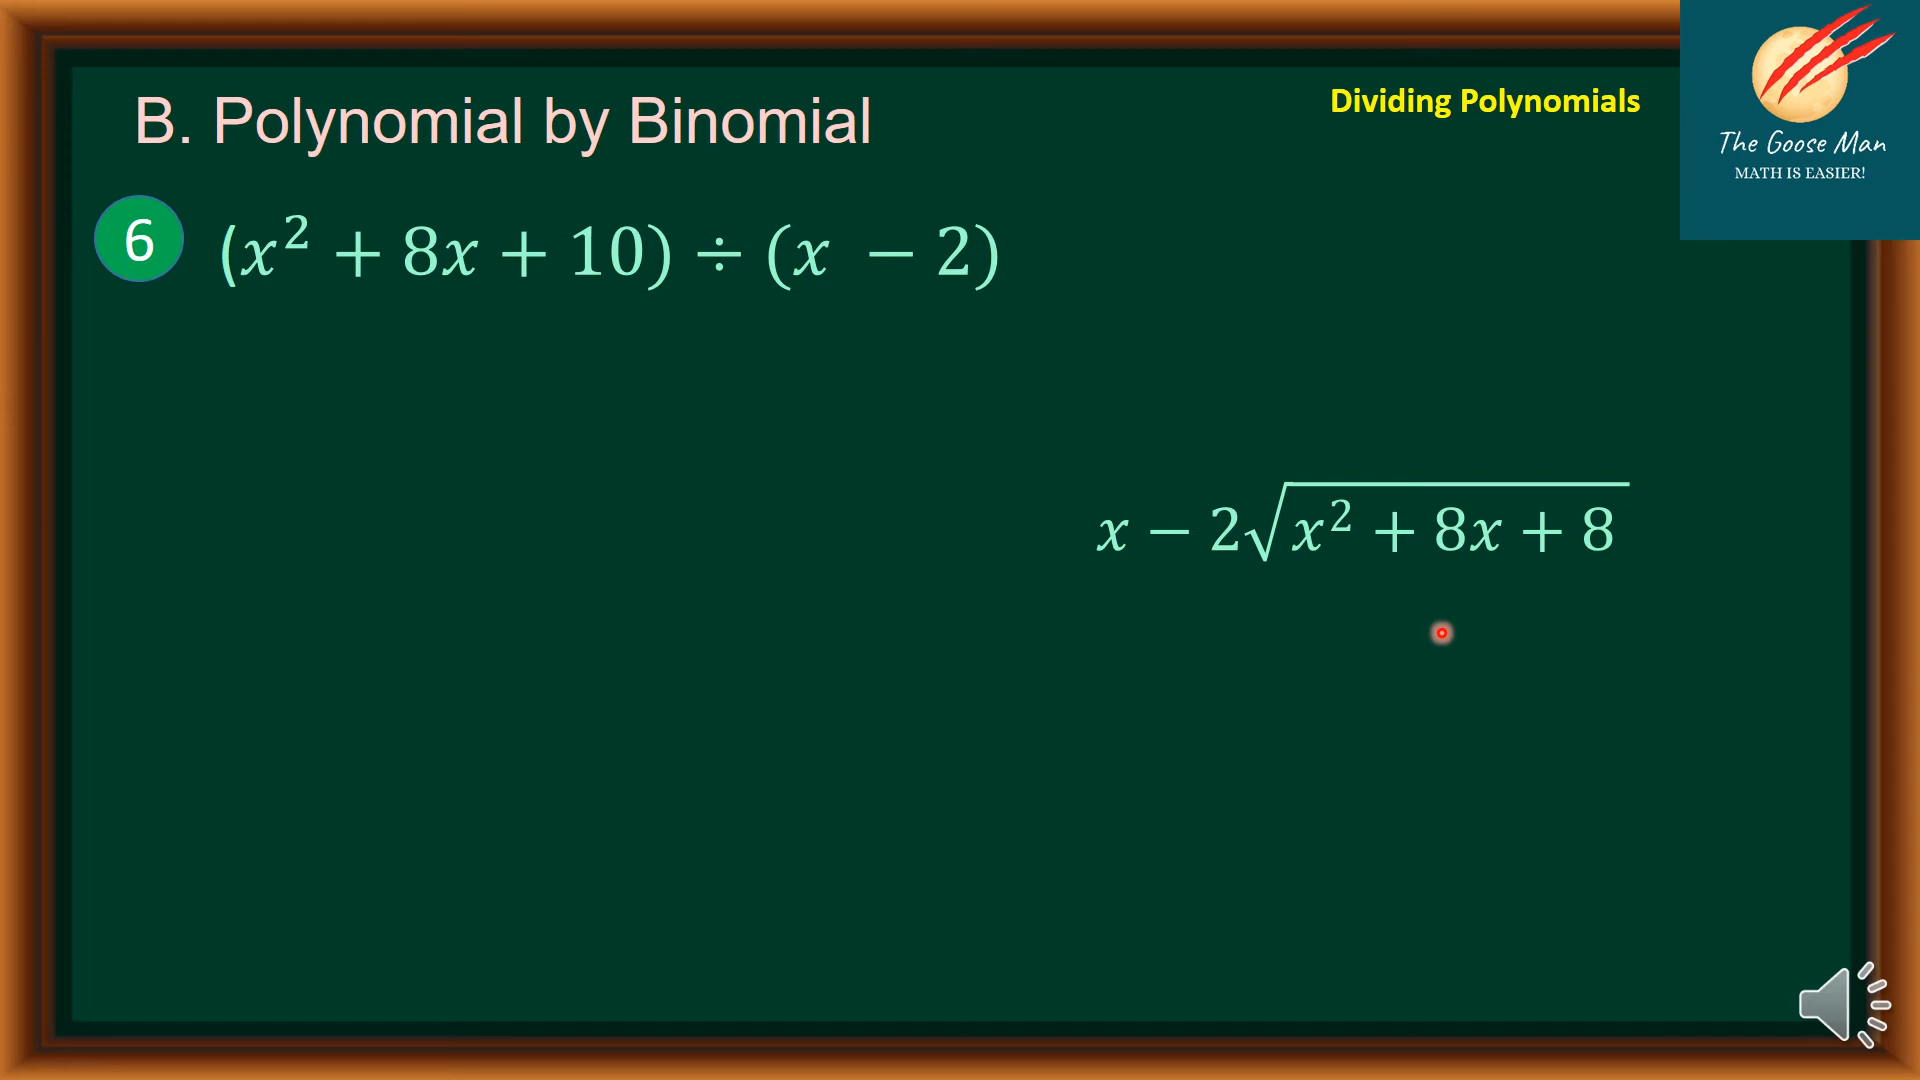 B. Polynomial by Binomial
Dividing Polynomials
The Goose Man
MATH IS EASIER!
6
(x² + 8x + 10) ÷ (x − 2)
x − 2√x² + 8x + 8